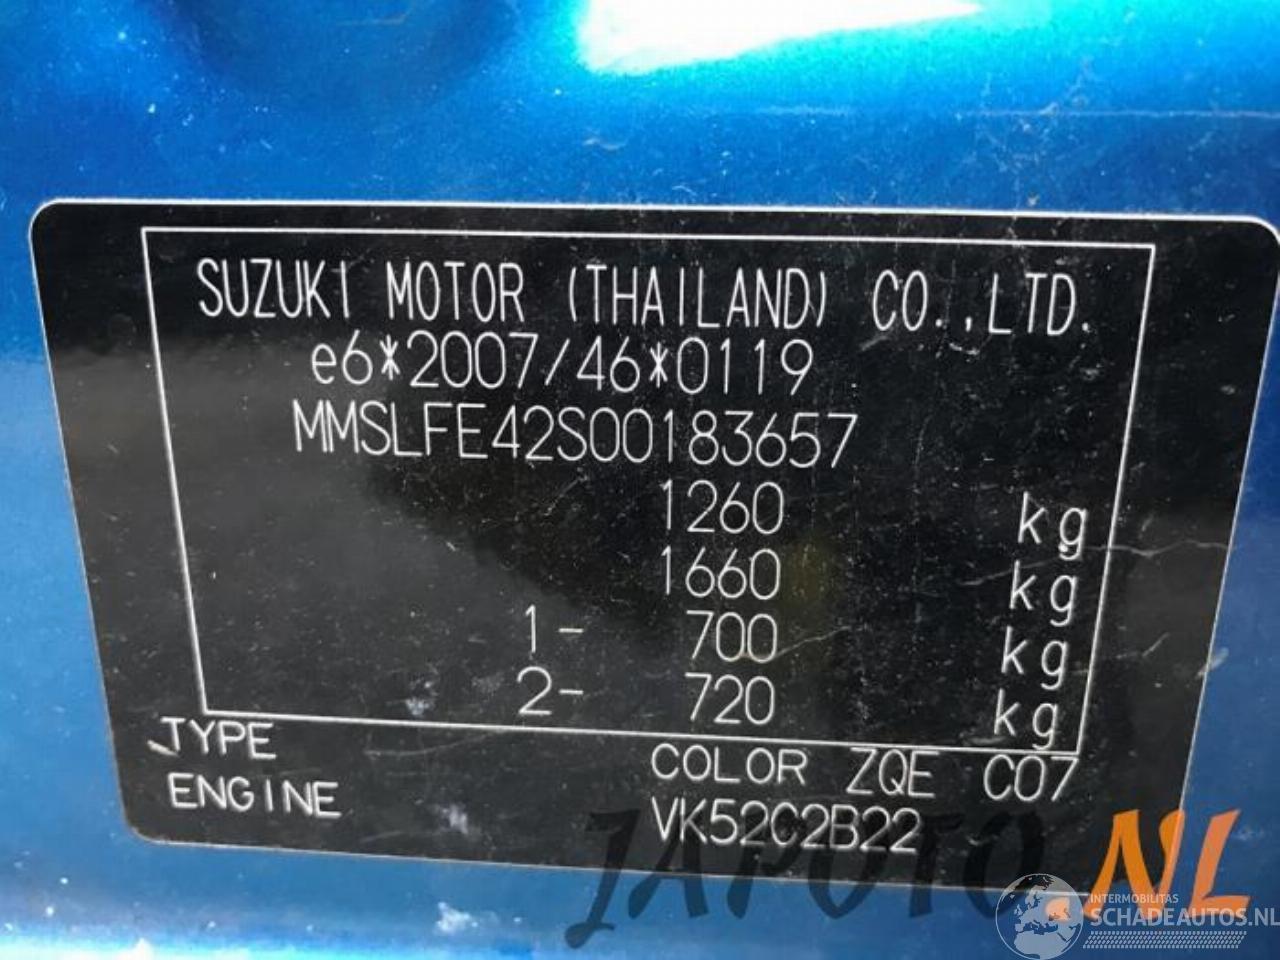 SUZUKI MOTOR (THAILAND) CO.,LTD.
e6*2007/46*0119
MMSLFE42S00183657
1260 kg
1660 kg
1- 700 kg
2- 720 kg
TYPE
COLOR ZQE C07
ENGINE
VK52C2B22
JAPOTO.NL
INTERMOBILITAS
SCHADEAUTOS.NL